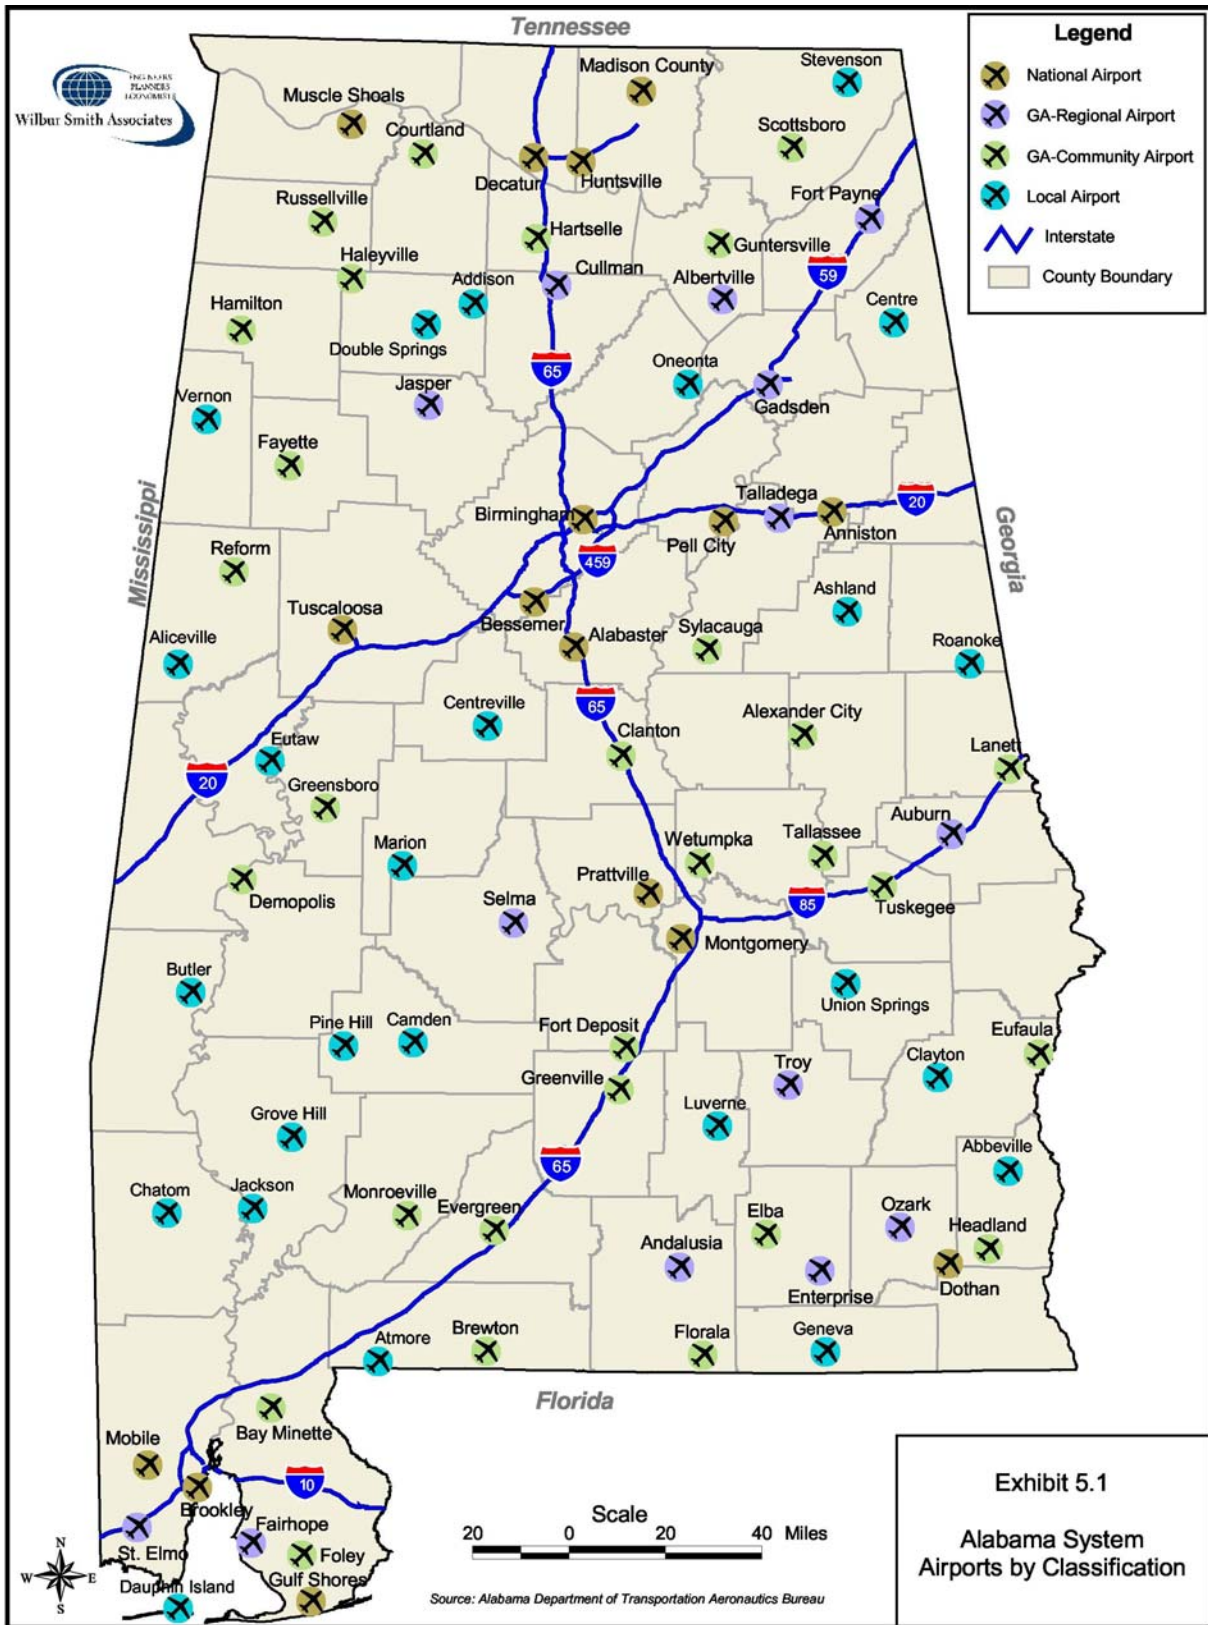 Tennessee
ENGINEERS
PLANNERS
ECONOMISTS
Wilbur Smith Associates
Legend
National Airport
GA-Regional Airport
GA-Community Airport
Local Airport
Interstate
County Boundary
Madison County
Stevenson
Muscle Shoals
Courtland
Scottsboro
Decatur
Huntsville
Fort Payne
Russellville
Hartselle
Guntersville
Haleyville
Addison
Cullman
Albertville
59
Centre
Hamilton
Double Springs
65
Oneonta
Jasper
Vernon
Gadsden
Fayette
Mississippi
Georgia
Talladega
20
Birmingham
Pell City
Anniston
Reform
459
Ashland
Tuscaloosa
Bessemer
Alabaster
Sylacauga
Aliceville
Roanoke
Centreville
65
Alexander City
Clanton
Eutaw
Lanett
20
Greensboro
Auburn
Marion
Wetumpka
Tallassee
Prattville
Demopolis
Selma
85
Tuskegee
Montgomery
Butler
Union Springs
Pine Hill
Camden
Fort Deposit
Eufaula
Clayton
Greenville
Troy
Luverne
Grove Hill
65
Abbeville
Chatom
Jackson
Monroeville
Evergreen
Elba
Ozark
Headland
Andalusia
Enterprise
Dothan
Atmore
Brewton
Florala
Geneva
Florida
Bay Minette
Mobile
10
Brookley
Fairhope
St. Elmo
Foley
Dauphin Island
Gulf Shores
N
W E
S
Scale
20 0 20 40 Miles
Source: Alabama Department of Transportation Aeronautics Bureau
Exhibit 5.1
Alabama System
Airports by Classification